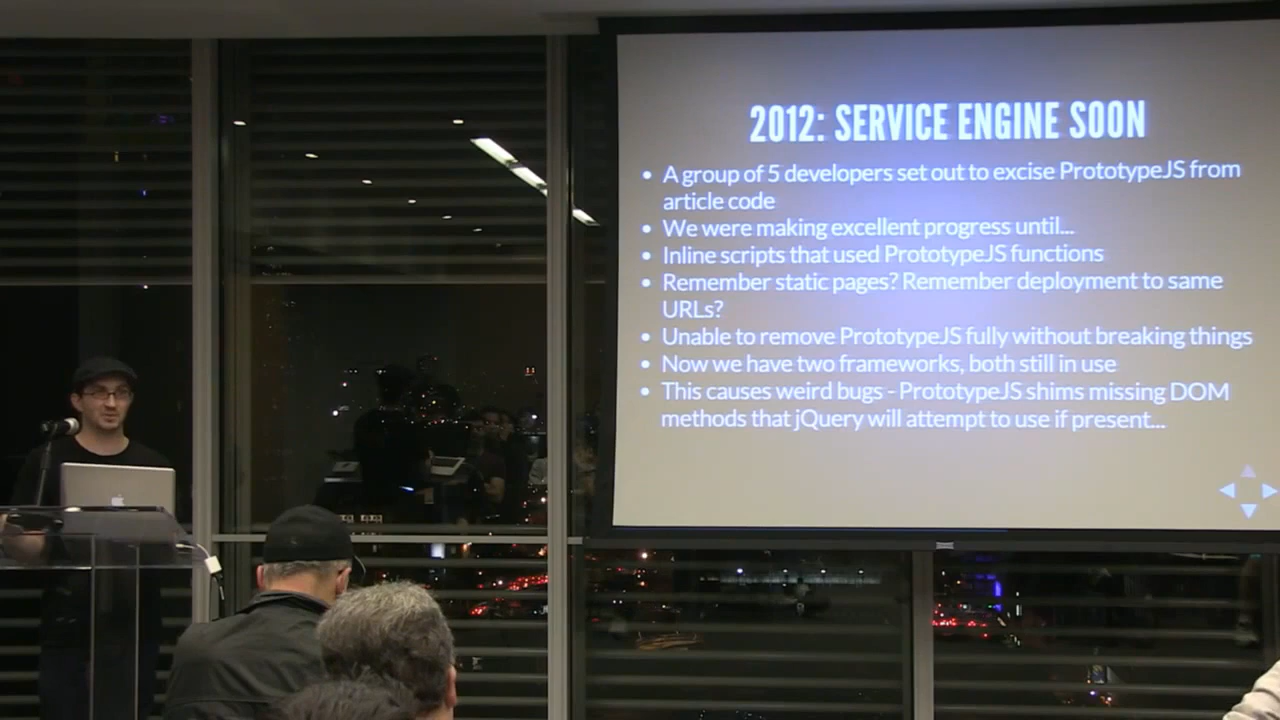 2012: SERVICE ENGINE SOON
• A group of 5 developers set out to excise PrototypeJS from
article code
• We were making excellent progress until...
• Inline scripts that used PrototypeJS functions
• Remember static pages? Remember deployment to same
URLs?
• Unable to remove PrototypeJS fully without breaking things
• Now we have two frameworks, both still in use
• This causes weird bugs - PrototypeJS shims missing DOM
methods that jQuery will attempt to use if present...